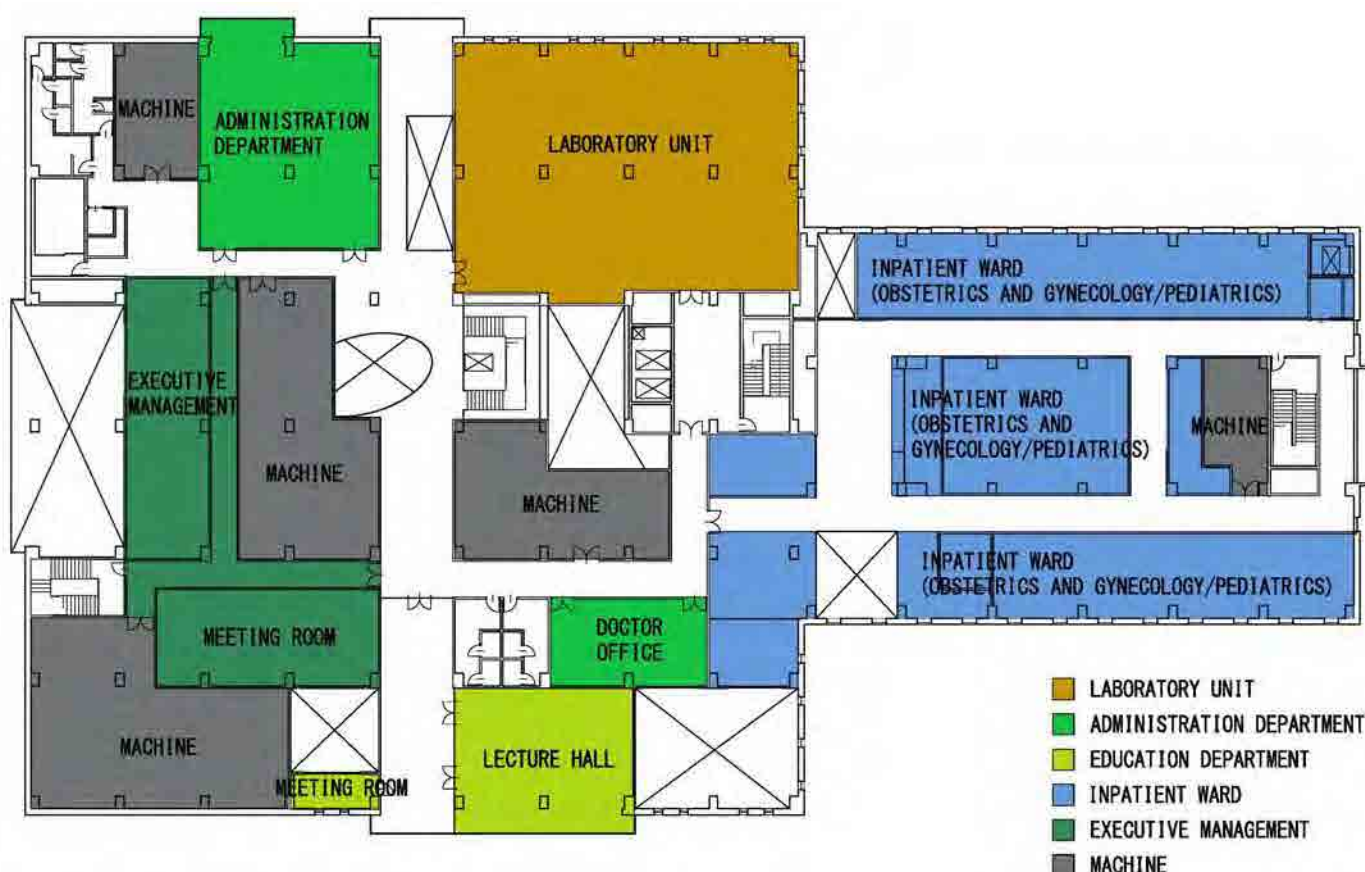 MACHINE
ADMINISTRATION
DEPARTMENT
LABORATORY UNIT
INPATIENT WARD
(OBSTETRICS AND GYNECOLOGY/PEDIATRICS)
EXECUTIVE
MANAGEMENT
MACHINE
MACHINE
INPATIENT WARD
(OBSTETRICS AND
GYNECOLOGY/PEDIATRICS)
MACHINE
INPATIENT WARD
(OBSTETRICS AND GYNECOLOGY/PEDIATRICS)
MEETING ROOM
DOCTOR
OFFICE
MACHINE
MEETING ROOM
LECTURE HALL
LABORATORY UNIT
ADMINISTRATION DEPARTMENT
EDUCATION DEPARTMENT
INPATIENT WARD
EXECUTIVE MANAGEMENT
MACHINE